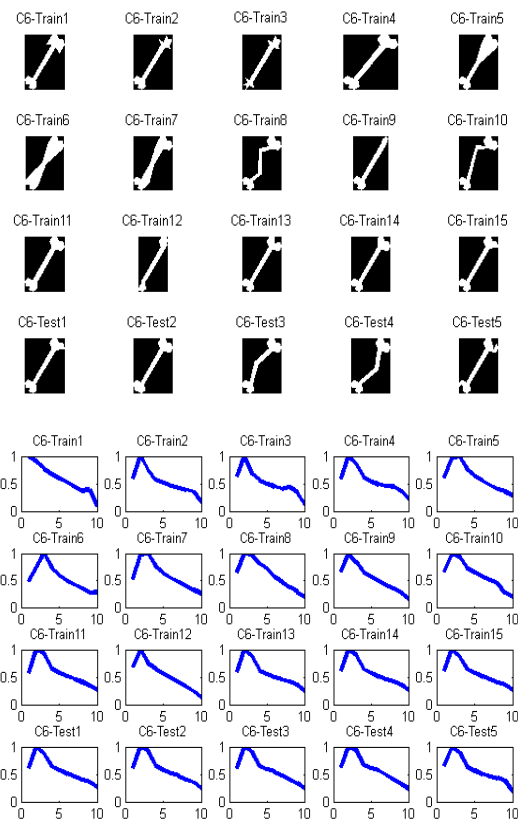 C6-Train1 C6-Train2 C6-Train3 C6-Train4 C6-Train5
C6-Train6 C6-Train7 C6-Train8 C6-Train9 C6-Train10
C6-Train11 C6-Train12 C6-Train13 C6-Train14 C6-Train15
C6-Test1 C6-Test2 C6-Test3 C6-Test4 C6-Test5
C6-Train1 C6-Train2 C6-Train3 C6-Train4 C6-Train5
1 1 1 1 1
0.5 0.5 0.5 0.5 0.5
0 0 0 0 0
0 5 10 0 5 10 0 5 10 0 5 10 0 5 10
C6-Train6 C6-Train7 C6-Train8 C6-Train9 C6-Train10
1 1 1 1 1
0.5 0.5 0.5 0.5 0.5
0 0 0 0 0
0 5 10 0 5 10 0 5 10 0 5 10 0 5 10
C6-Train11 C6-Train12 C6-Train13 C6-Train14 C6-Train15
1 1 1 1 1
0.5 0.5 0.5 0.5 0.5
0 0 0 0 0
0 5 10 0 5 10 0 5 10 0 5 10 0 5 10
C6-Test1 C6-Test2 C6-Test3 C6-Test4 C6-Test5
1 1 1 1 1
0.5 0.5 0.5 0.5 0.5
0 0 0 0 0
0 5 10 0 5 10 0 5 10 0 5 10 0 5 10